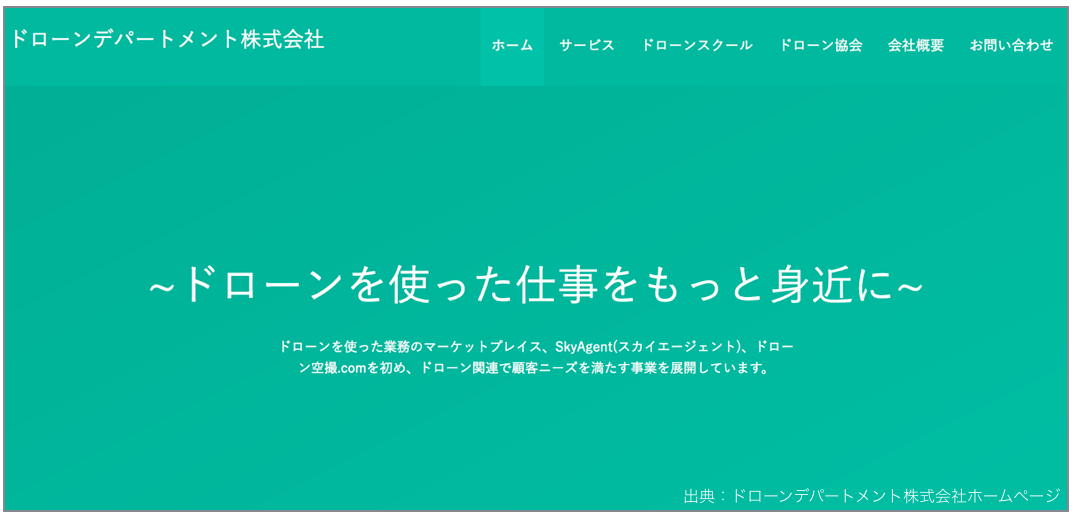 ドローンデパートメント株式会社
ホーム サービス ドローンスクール ドローン協会 会社概要 お問い合わせ
~ドローンを使った仕事をもっと身近に~
ドローンを使った業務のマーケットプレイス、SkyAgent(スカイエージェント)、ドロー
ン空撮.comを初め、ドローン関連で顧客ニーズを満たす事業を展開しています。
出典：ドローンデパートメント株式会社ホームページ